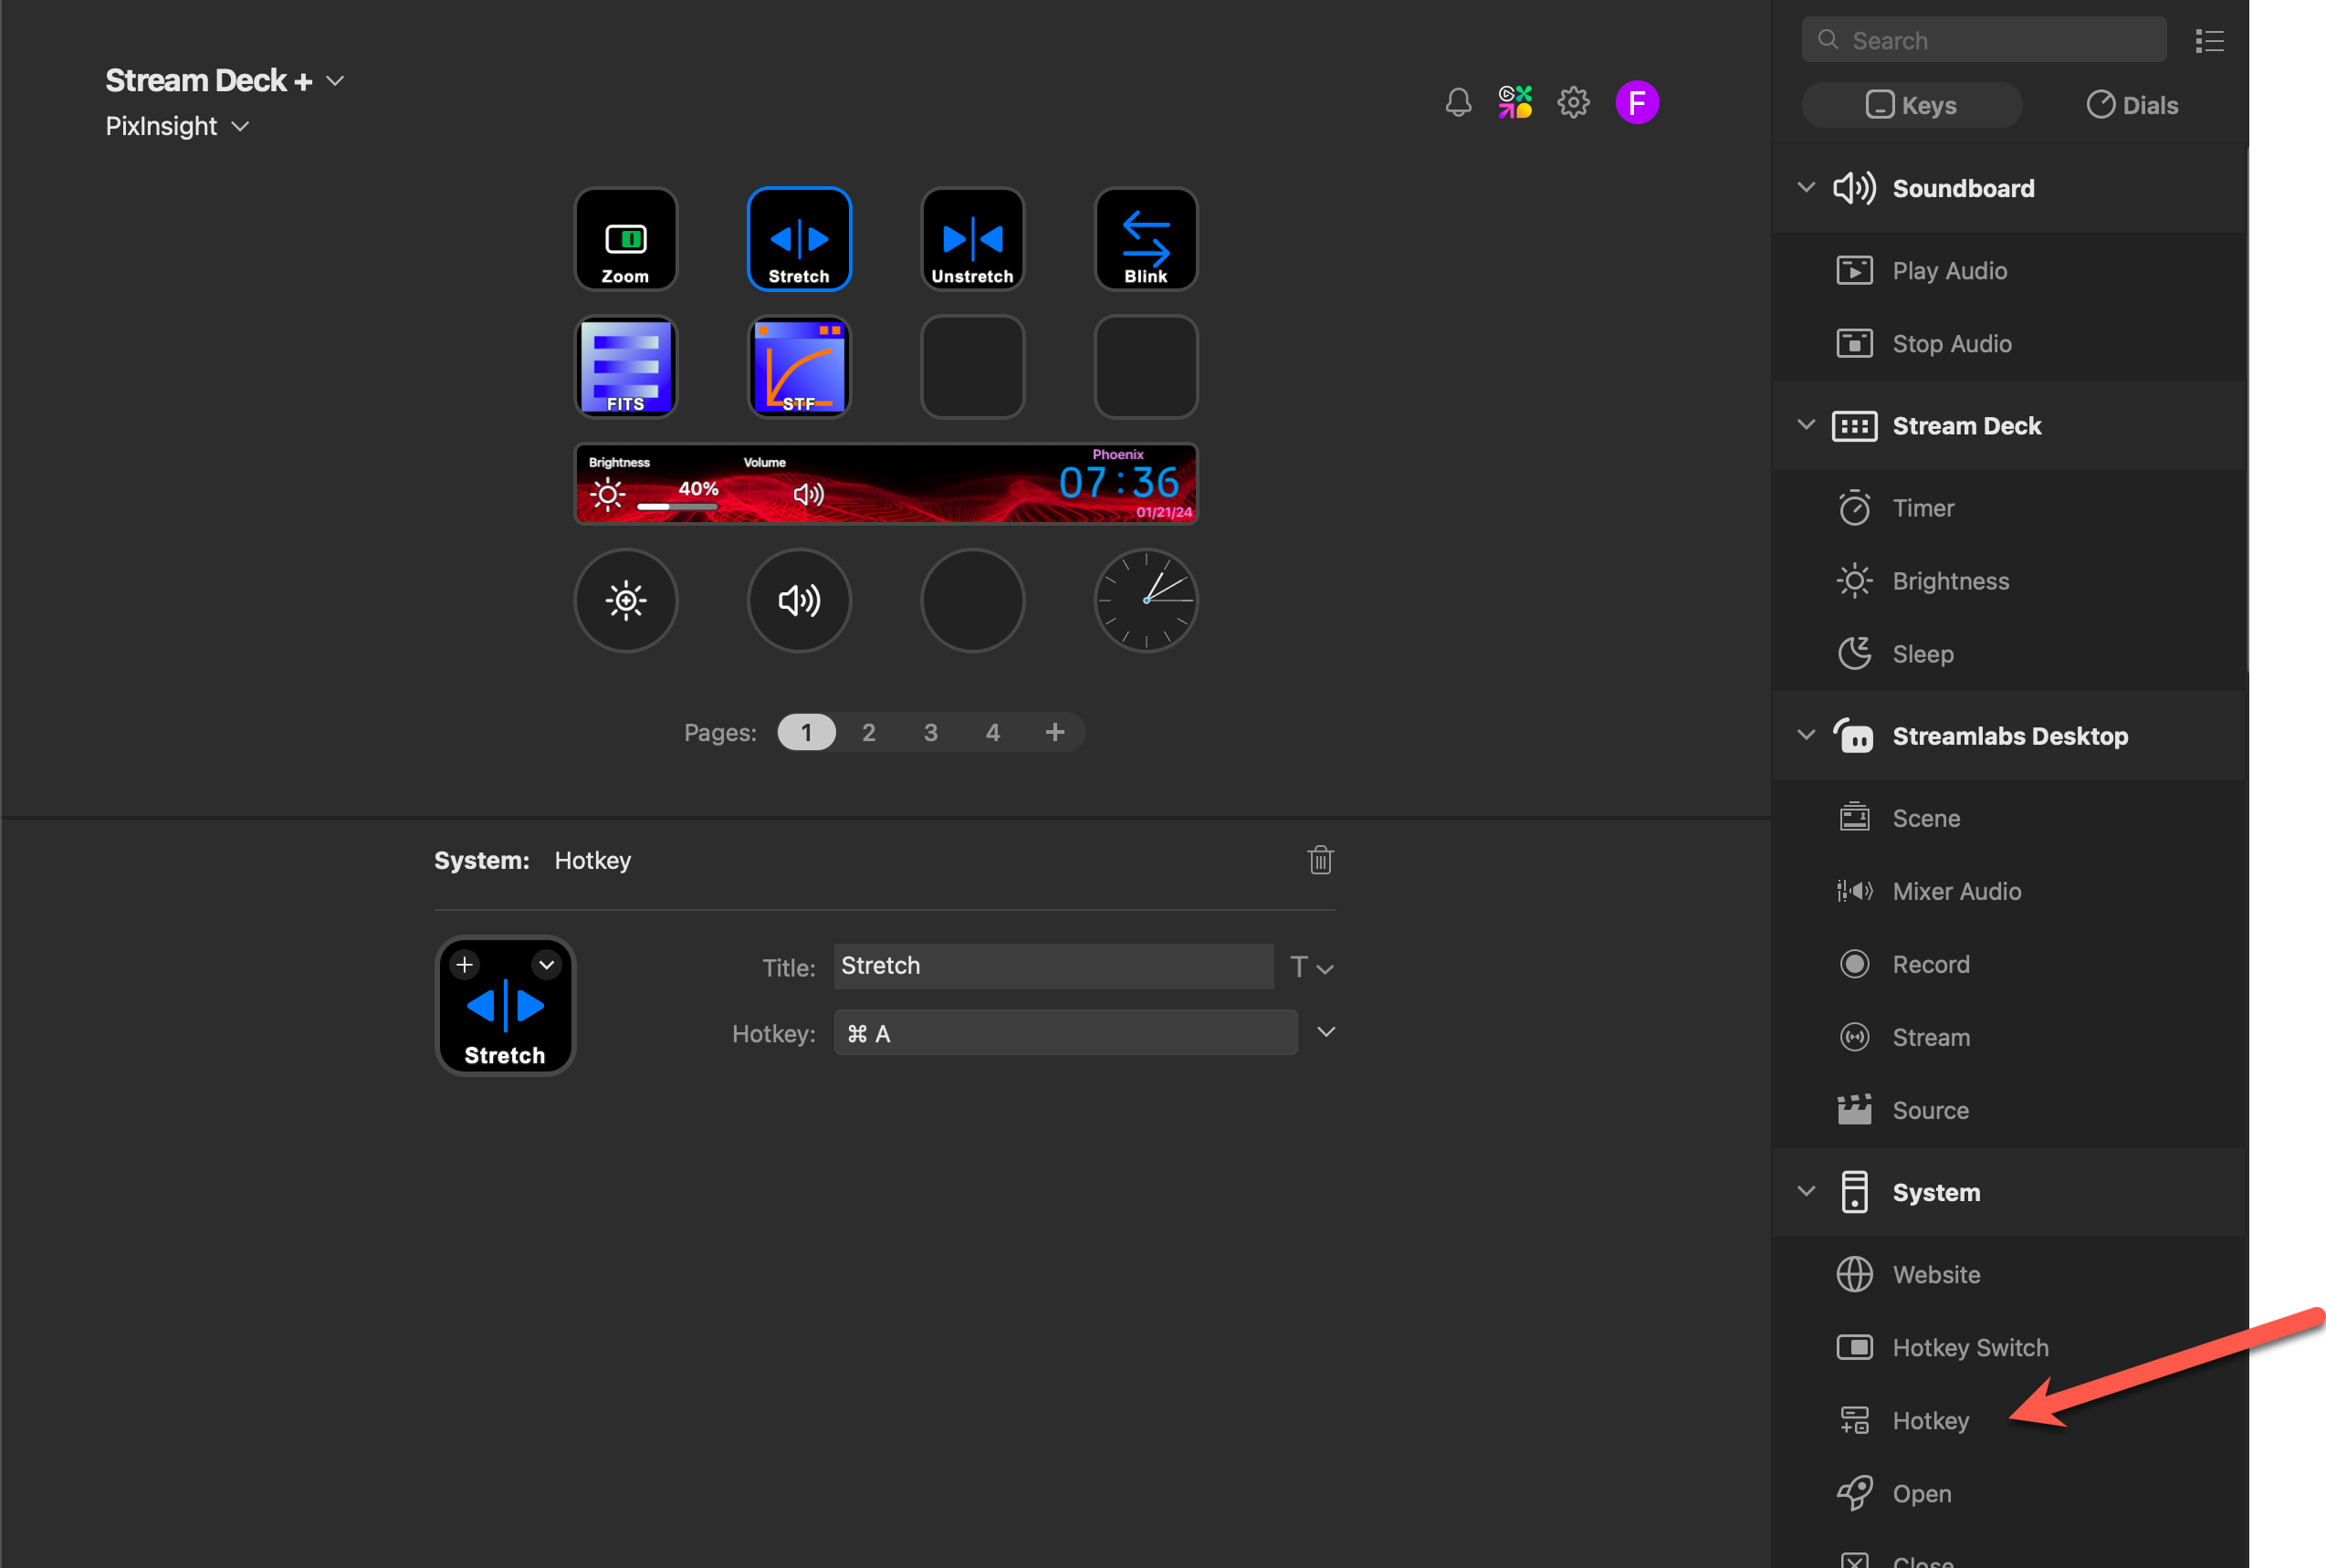 Stream Deck +
PixInsight
F
Zoom
Stretch
Unstretch
Blink
FITS
STF
Brightness
40%
Volume
Phoenix
07:36
01/21/24
Pages: 1 2 3 4 +
System: Hotkey
Stretch
Title: Stretch T
Hotkey: ⌘ A
Search
Keys
Dials
Soundboard
Play Audio
Stop Audio
Stream Deck
Timer
Brightness
Sleep
Streamlabs Desktop
Scene
Mixer Audio
Record
Stream
Source
System
Website
Hotkey Switch
Hotkey
Open
Close